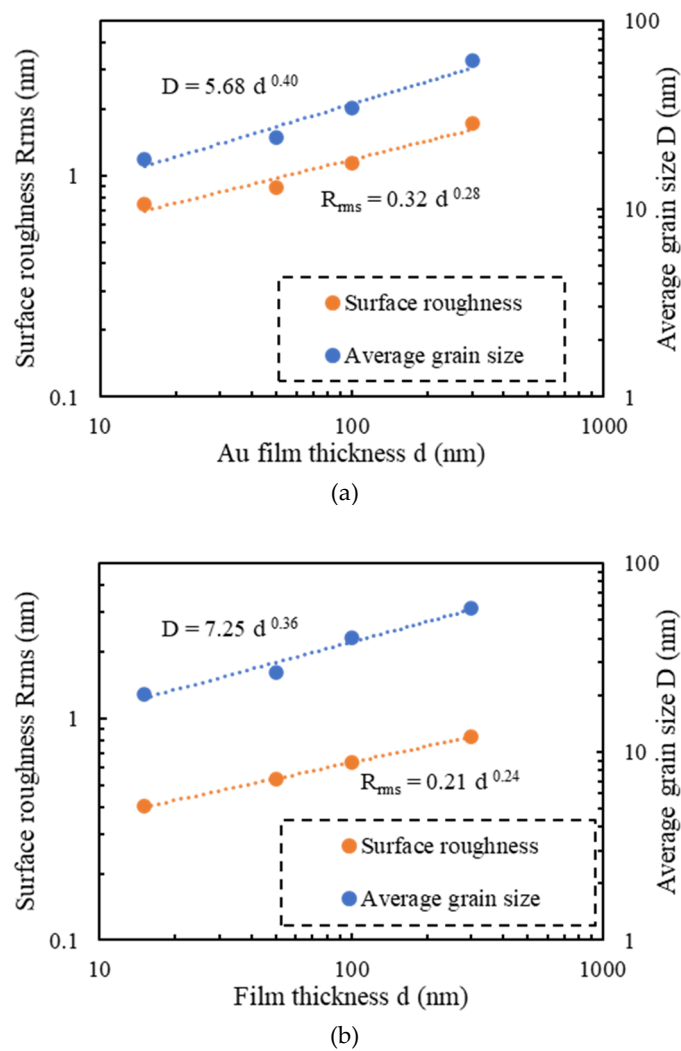 100
D = 5.68 d 0.40
Surface roughness Rrms (nm)
1
Rrms = 0.32 d 0.28
10
Average grain size D (nm)
Surface roughness
Average grain size
0.1
1
10 100 1000
Au film thickness d (nm)
(a)
100
D = 7.25 d 0.36
Surface roughness Rrms (nm)
1
Rrms = 0.21 d 0.24
10
Average grain size D (nm)
Surface roughness
Average grain size
0.1
1
10 100 1000
Film thickness d (nm)
(b)